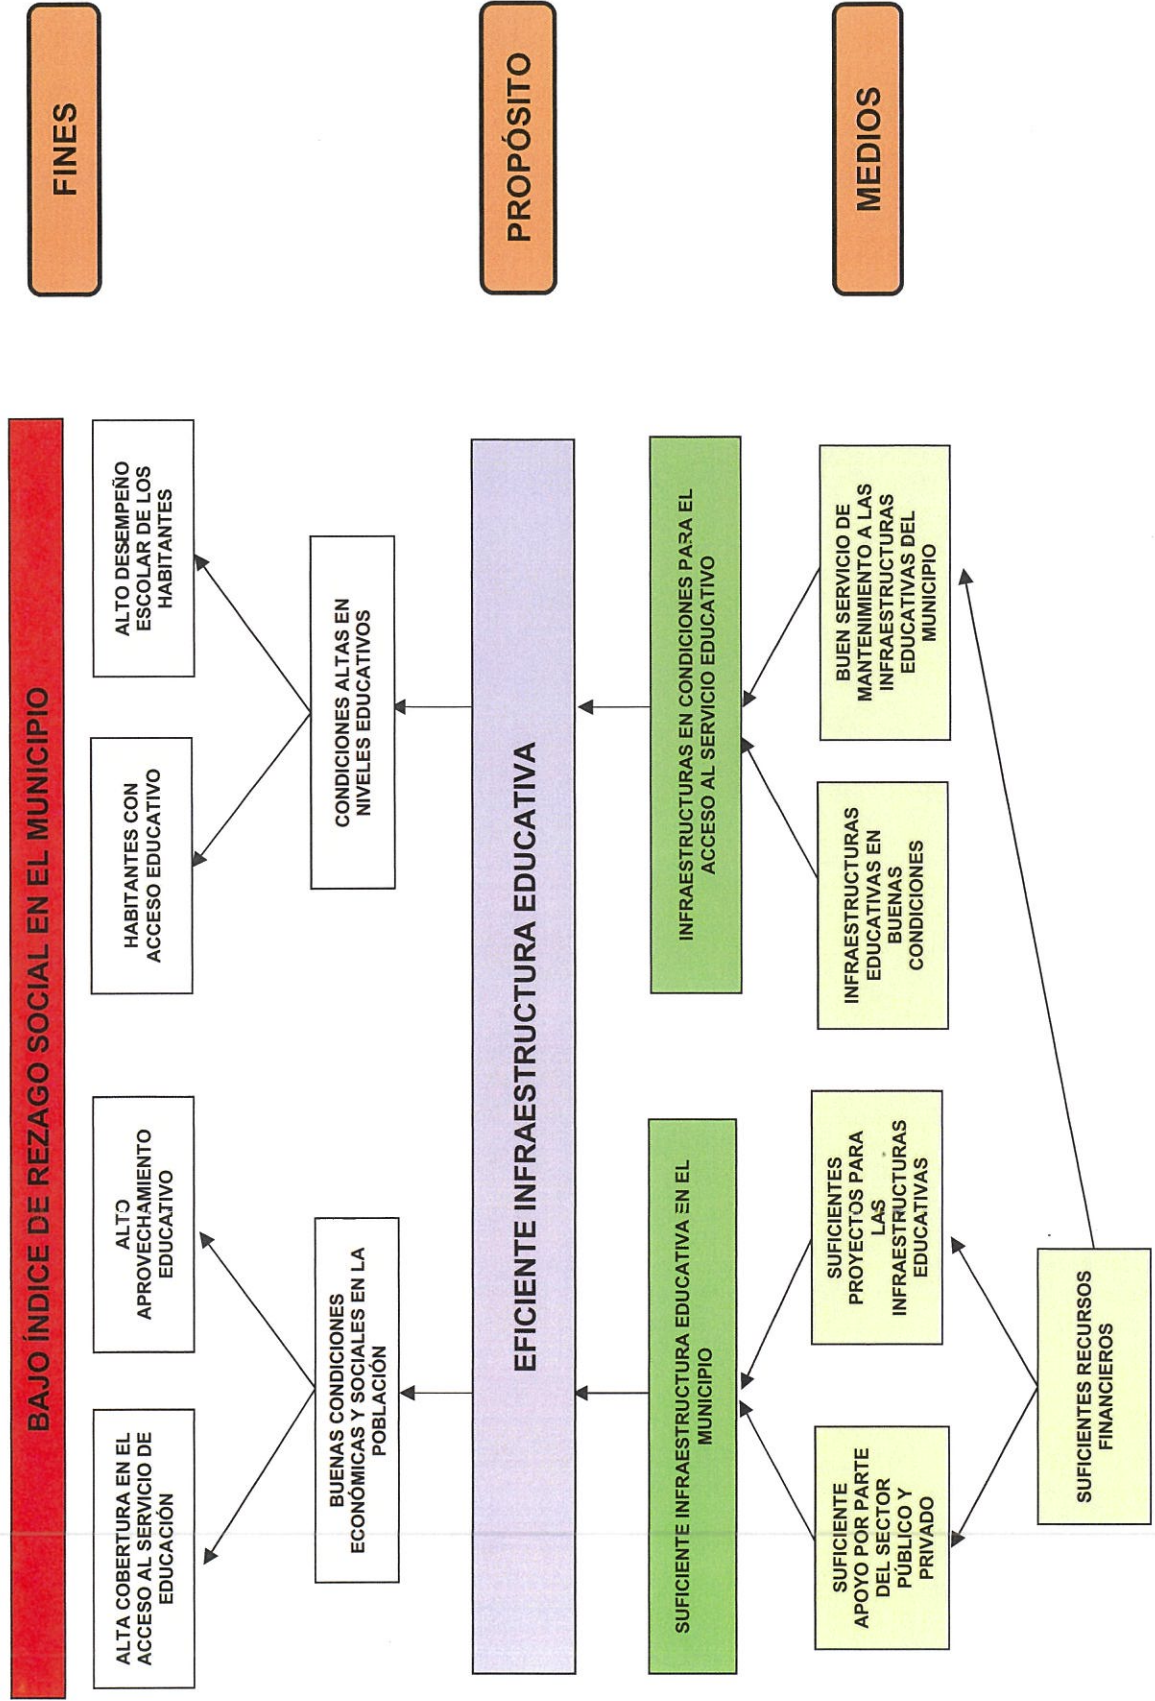 BAJO ÍNDICE DE REZAGO SOCIAL EN EL MUNICIPIO
FINES
ALTA COBERTURA EN EL
ACCESO AL SERVICIO DE
EDUCACIÓN
ALTO
APROVECHAMIENTO
EDUCATIVO
HABITANTES CON
ACCESO EDUCATIVO
ALTO DESEMPEÑO
ESCOLAR DE LOS
HABITANTES
BUENAS CONDICIONES
ECONÓMICAS Y SOCIALES EN LA
POBLACIÓN
CONDICIONES ALTAS EN
NIVELES EDUCATIVOS
EFICIENTE INFRAESTRUCTURA EDUCATIVA
PROPÓSITO
SUFICIENTE INFRAESTRUCTURA EDUCATIVA EN EL
MUNICIPIO
INFRAESTRUCTURAS EN CONDICIONES PARA EL
ACCESO AL SERVICIO EDUCATIVO
SUFICIENTE
APOYO POR PARTE
DEL SECTOR
PÚBLICO Y
PRIVADO
SUFICIENTES
PROYECTOS PARA
LAS
INFRAESTRUCTURAS
EDUCATIVAS
INFRAESTRUCTURAS
EDUCATIVAS EN
BUENAS
CONDICIONES
BUEN SERVICIO DE
MANTENIMIENTO A LAS
INFRAESTRUCTURAS
EDUCATIVAS DEL
MUNICIPIO
MEDIOS
SUFICIENTES RECURSOS
FINANCIEROS